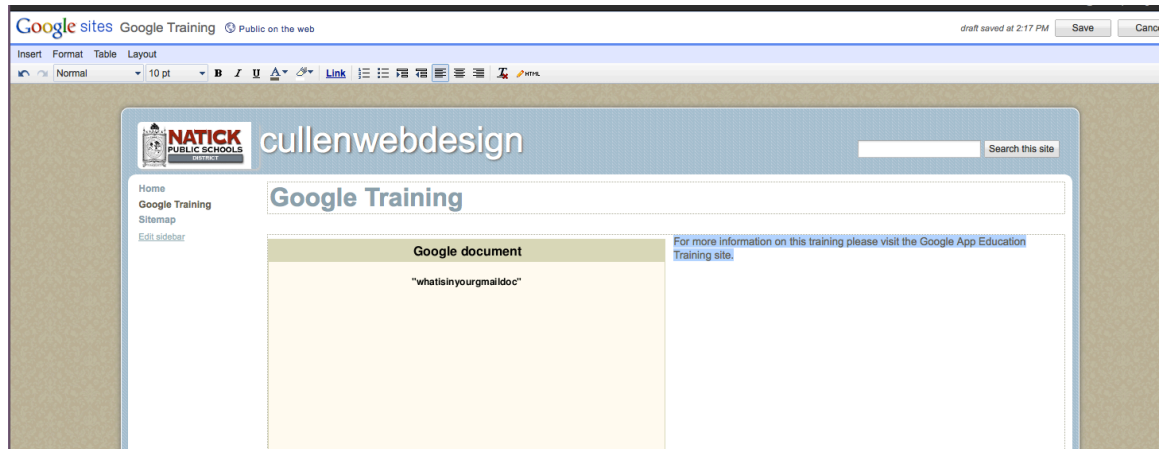 Google sites Google Training Public on the web draft saved at 2:17 PM Save
Insert Format Table Layout
Normal 10 pt B I U A Link T HTML
NATICK
PUBLIC SCHOOLS
DISTRICT
cullenwebdesign
Search this site
Home
Google Training
Sitemap
Edit sidebar
Google Training
Google document
"whatisinyourgmaildoc"
For more information on this training please visit the Google App Education
Training site.